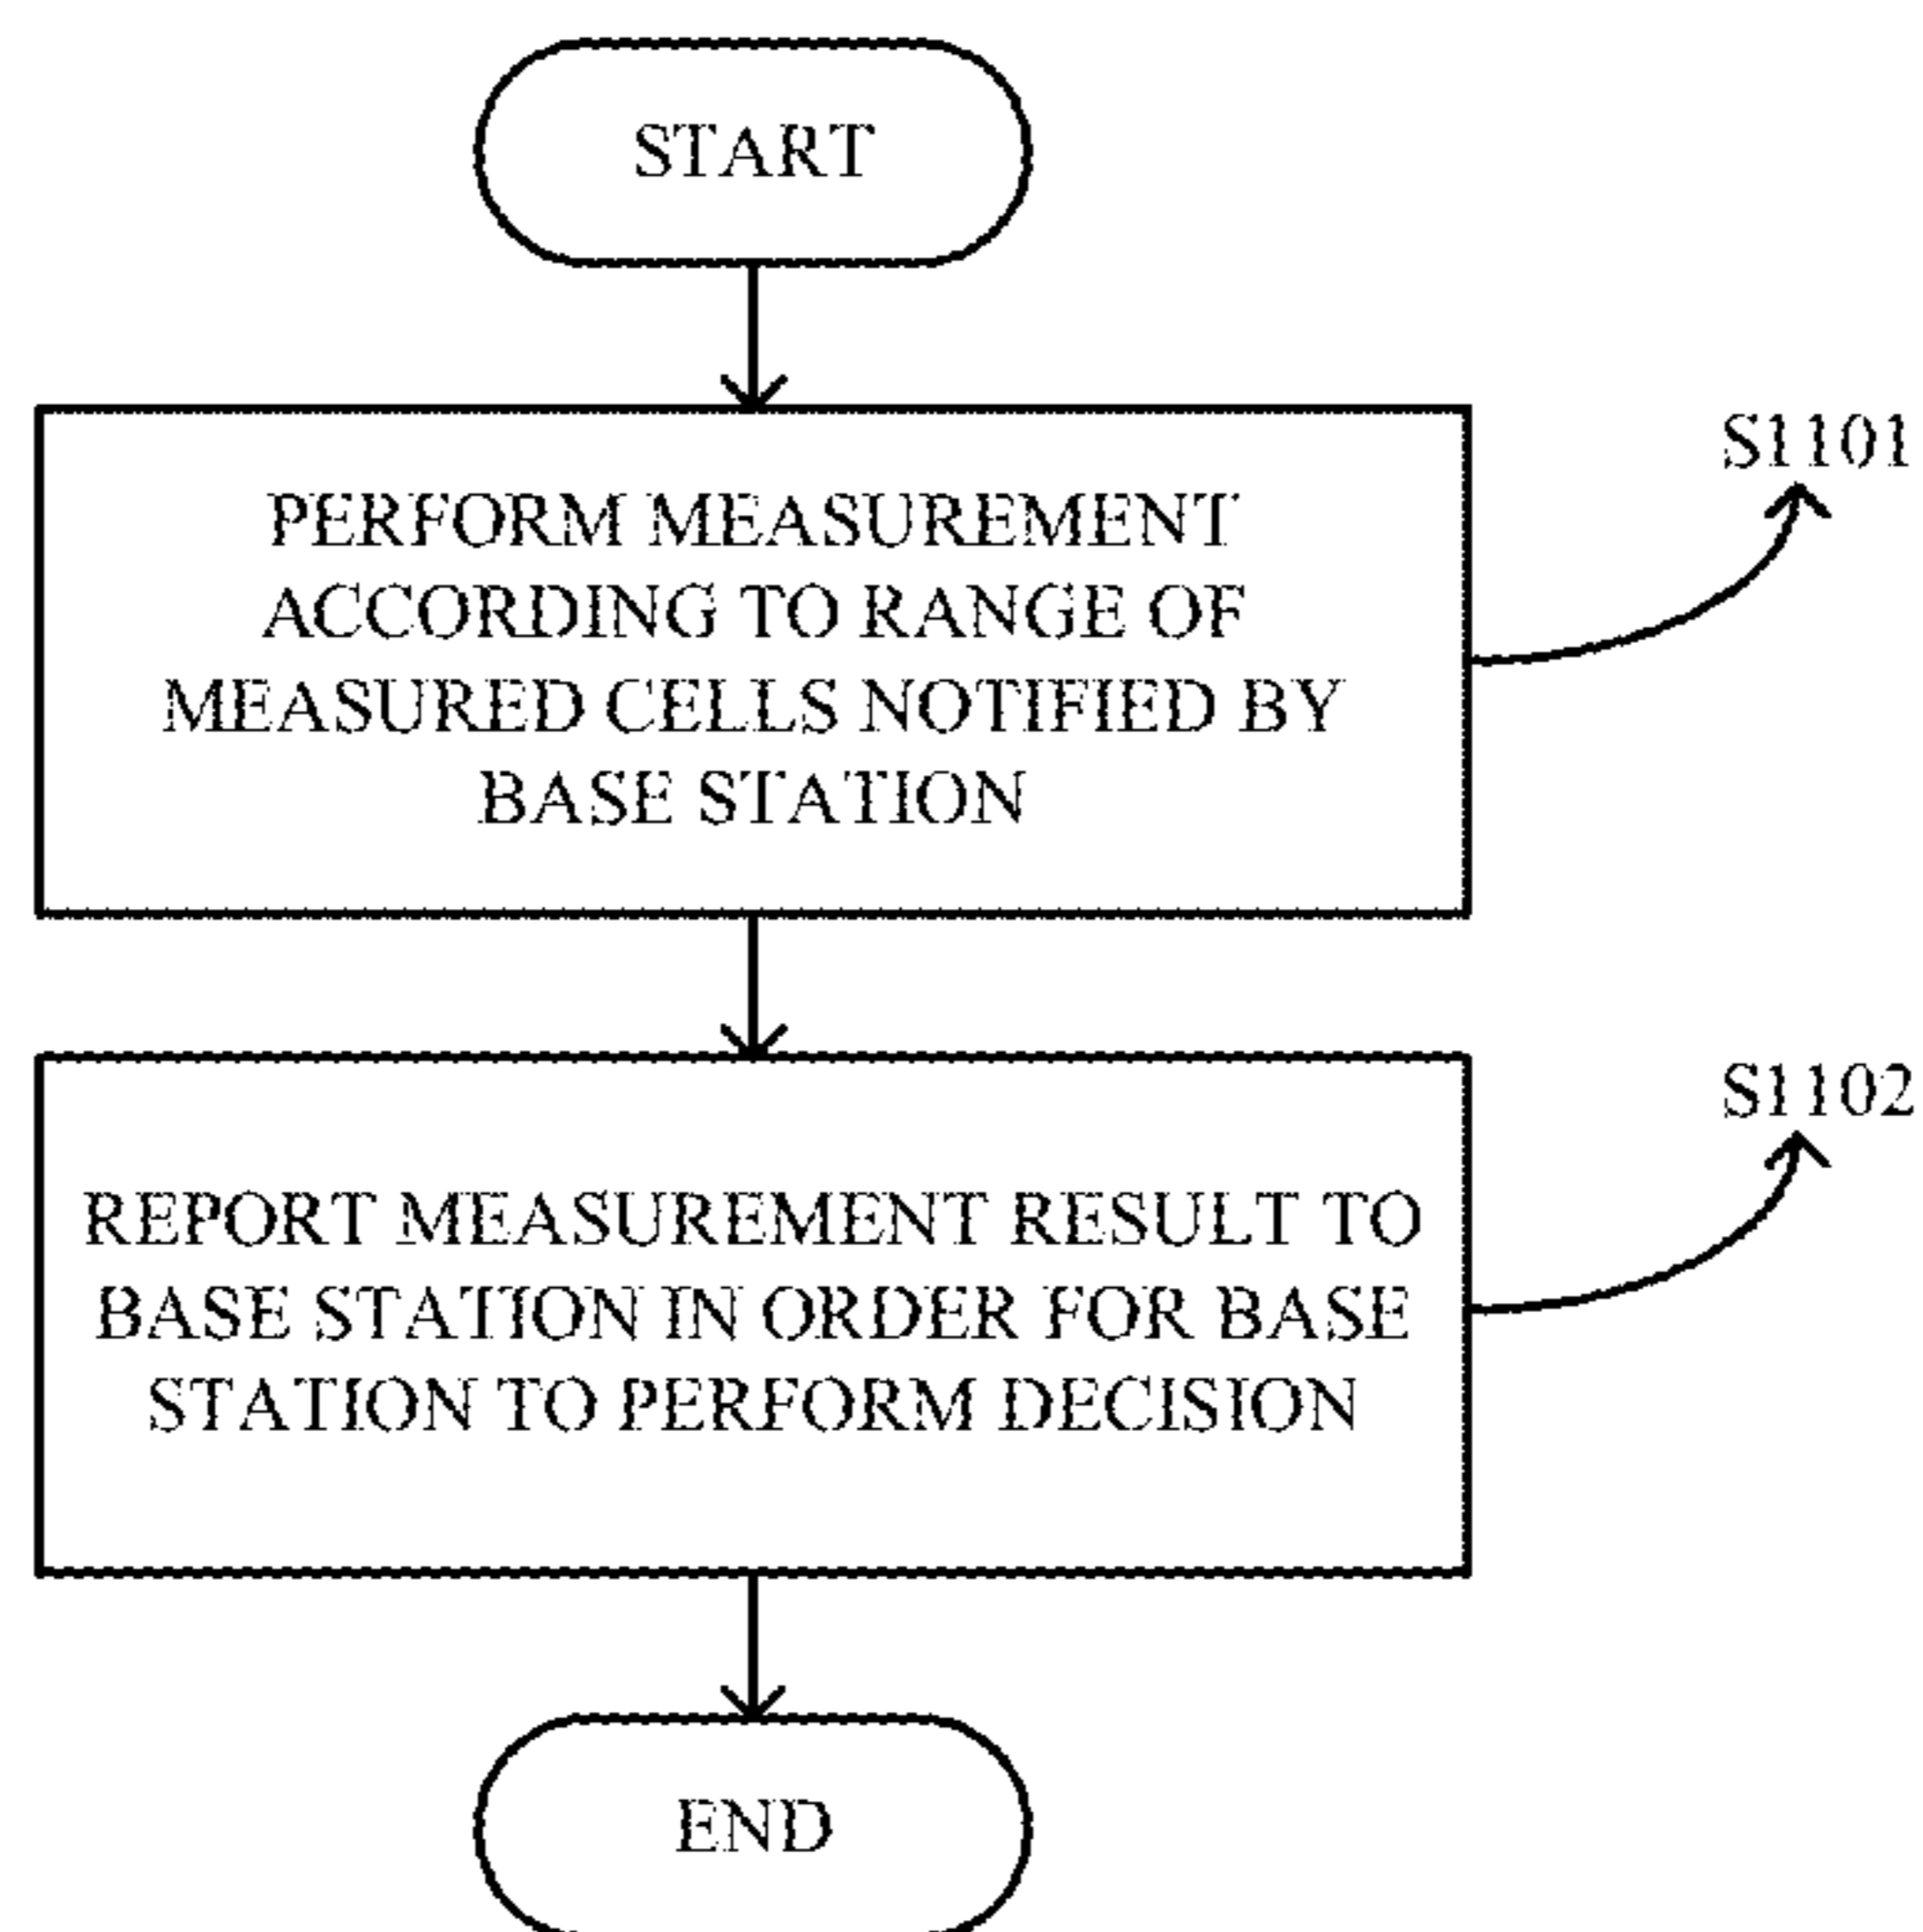 START
PERFORM MEASUREMENT
ACCORDING TO RANGE OF
MEASURED CELLS NOTIFIED BY
BASE STATION
S1101
REPORT MEASUREMENT RESULT TO
BASE STATION IN ORDER FOR BASE
STATION TO PERFORM DECISION
S1102
END